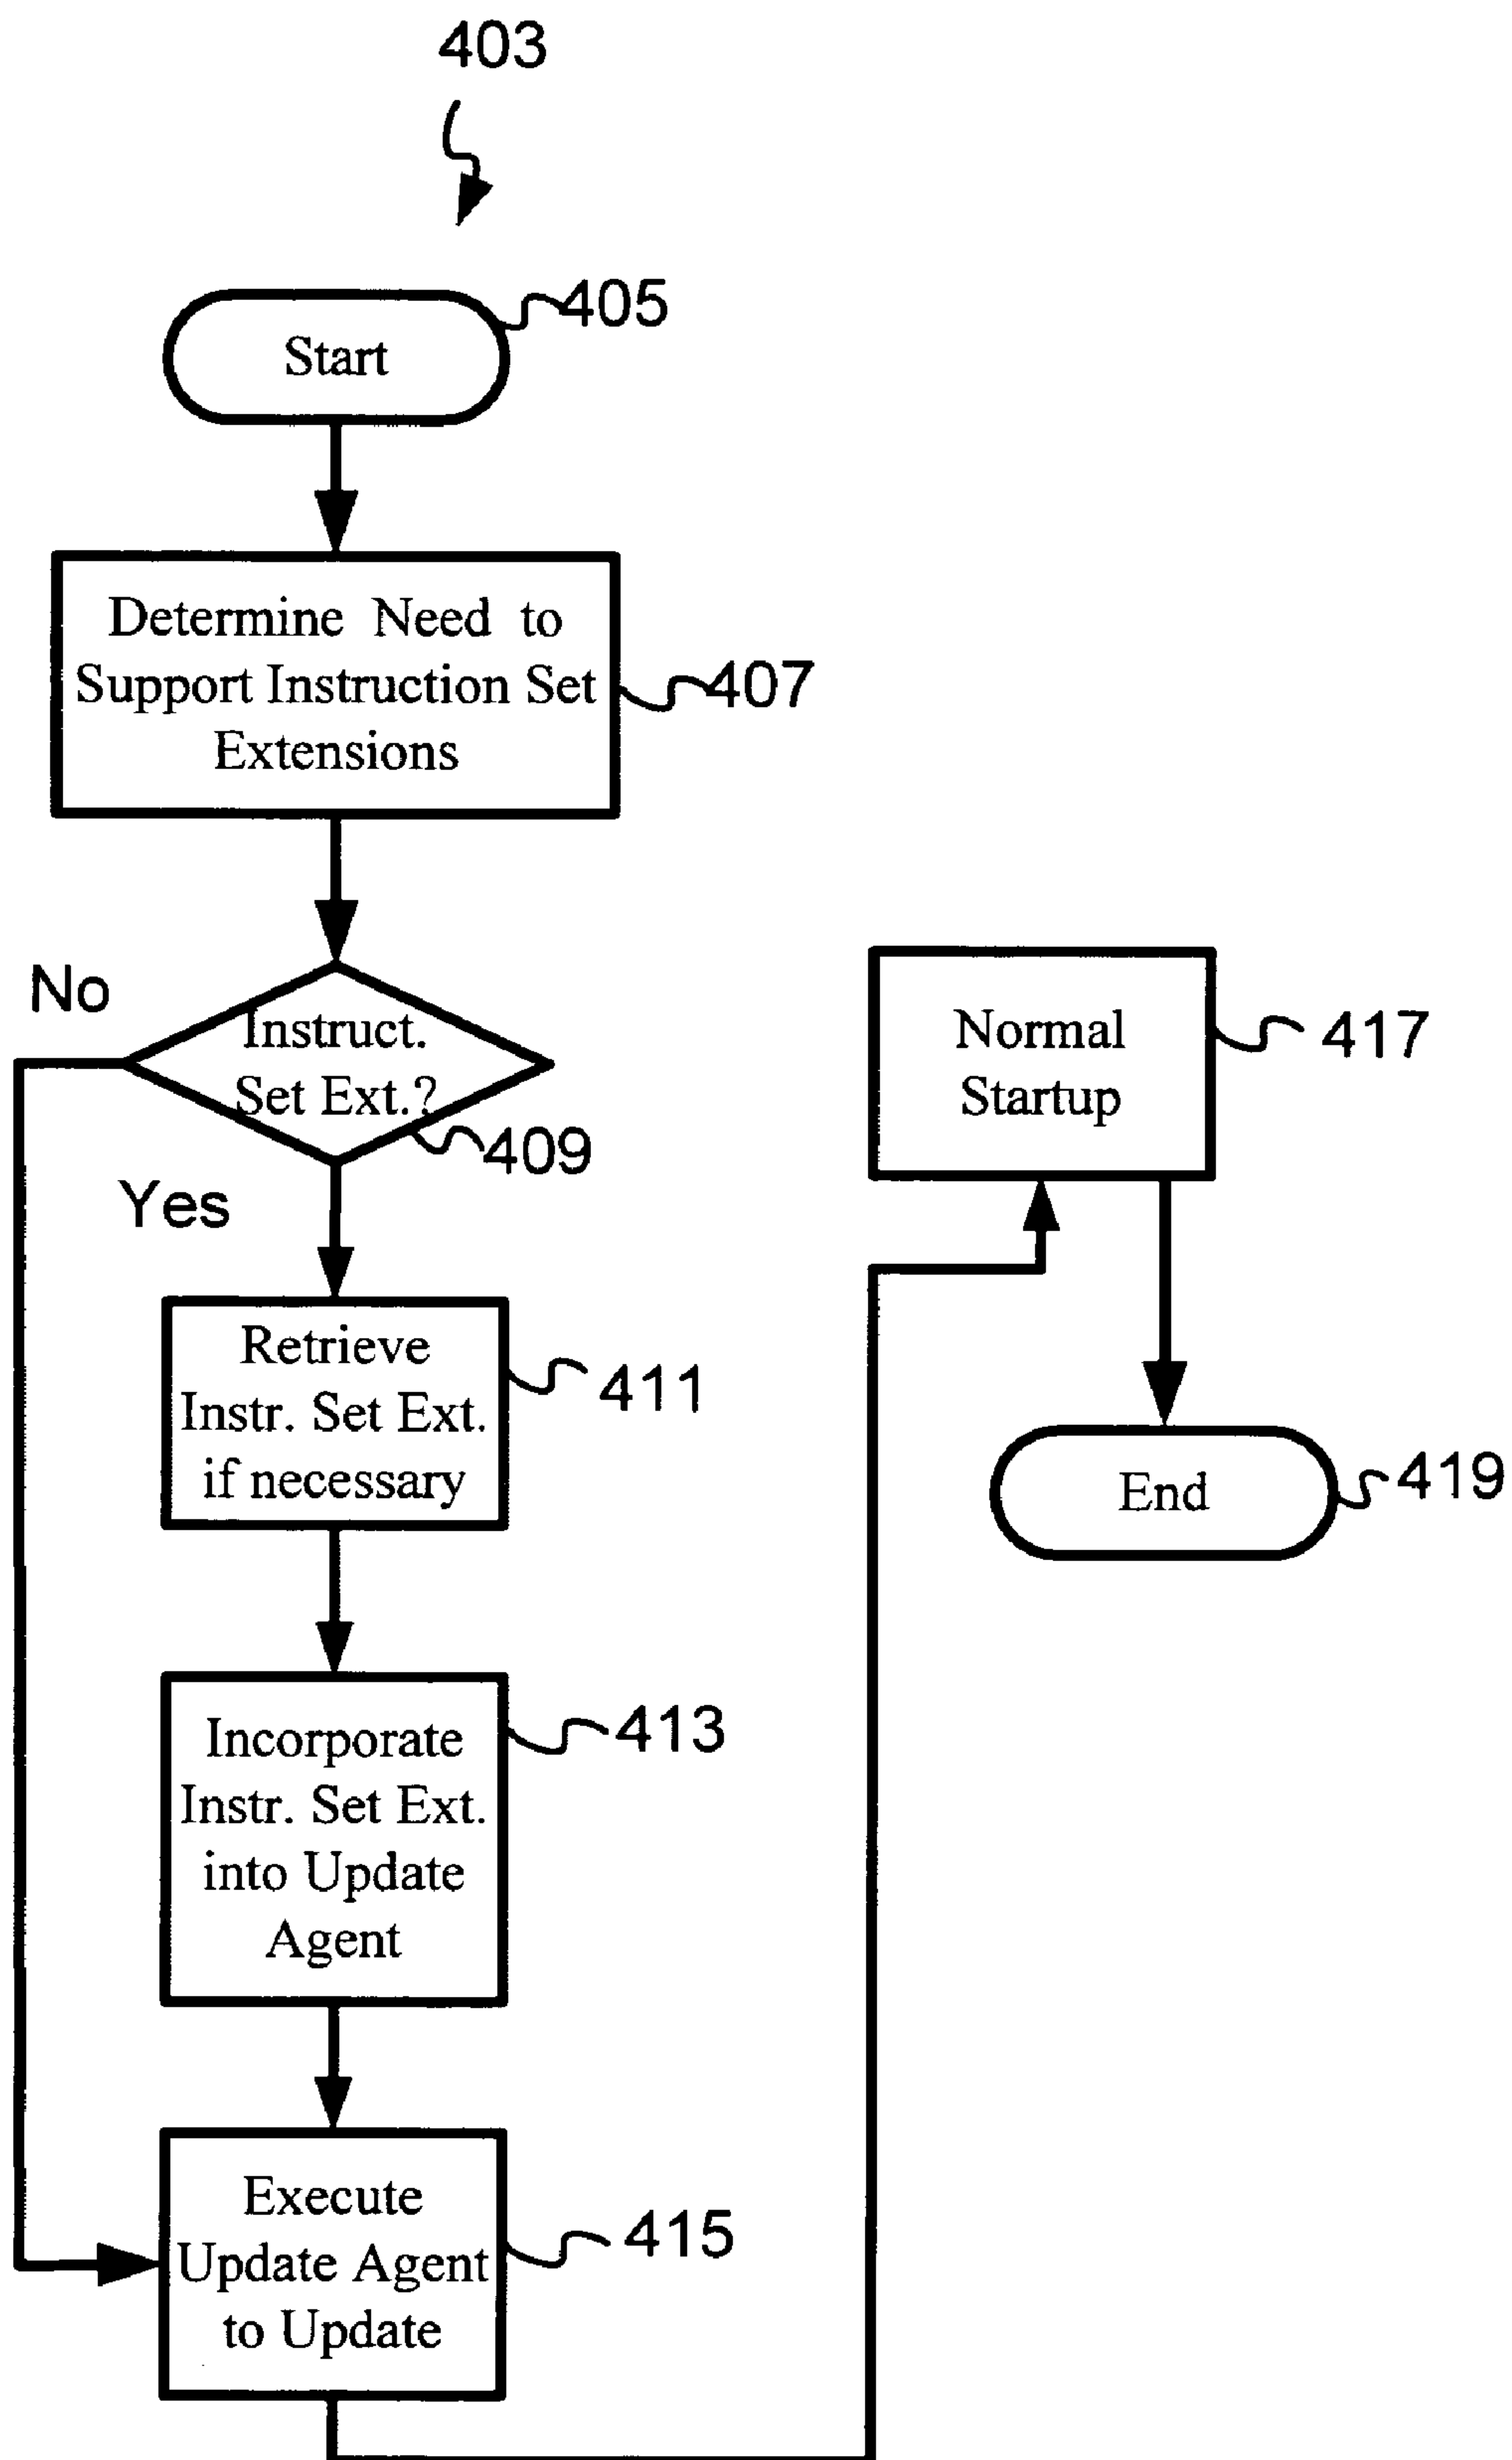 403
Start
405
Determine Need to
Support Instruction Set
Extensions
407
No
Instruct.
Set Ext.?
409
Yes
Retrieve
Instr. Set Ext.
if necessary
411
Incorporate
Instr. Set Ext.
into Update
Agent
413
Execute
Update Agent
to Update
415
Normal
Startup
417
End
419